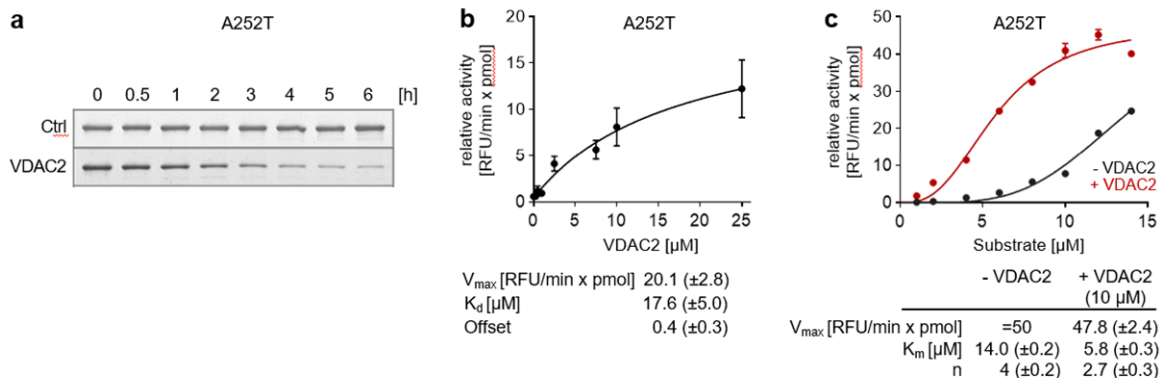 a
A252T
0 0.5 1 2 3 4 5 6 [h]
Ctrl
VDAC2
b
A252T
relative activity
[RFU/min x pmol]
20
15
10
5
0
0 5 10 15 20 25
VDAC2 [µM]
Vmax [RFU/min x pmol] 20.1 (±2.8)
Kd [µM] 17.6 (±5.0)
Offset 0.4 (±0.3)
c
A252T
relative activity
[RFU/min x pmol]
50
40
30
20
10
0
- VDAC2
+ VDAC2
0 5 10 15
Substrate [µM]
- VDAC2 + VDAC2
(10 µM)
Vmax [RFU/min x pmol] =50 47.8 (±2.4)
Km [µM] 14.0 (±0.2) 5.8 (±0.3)
n 4 (±0.2) 2.7 (±0.3)